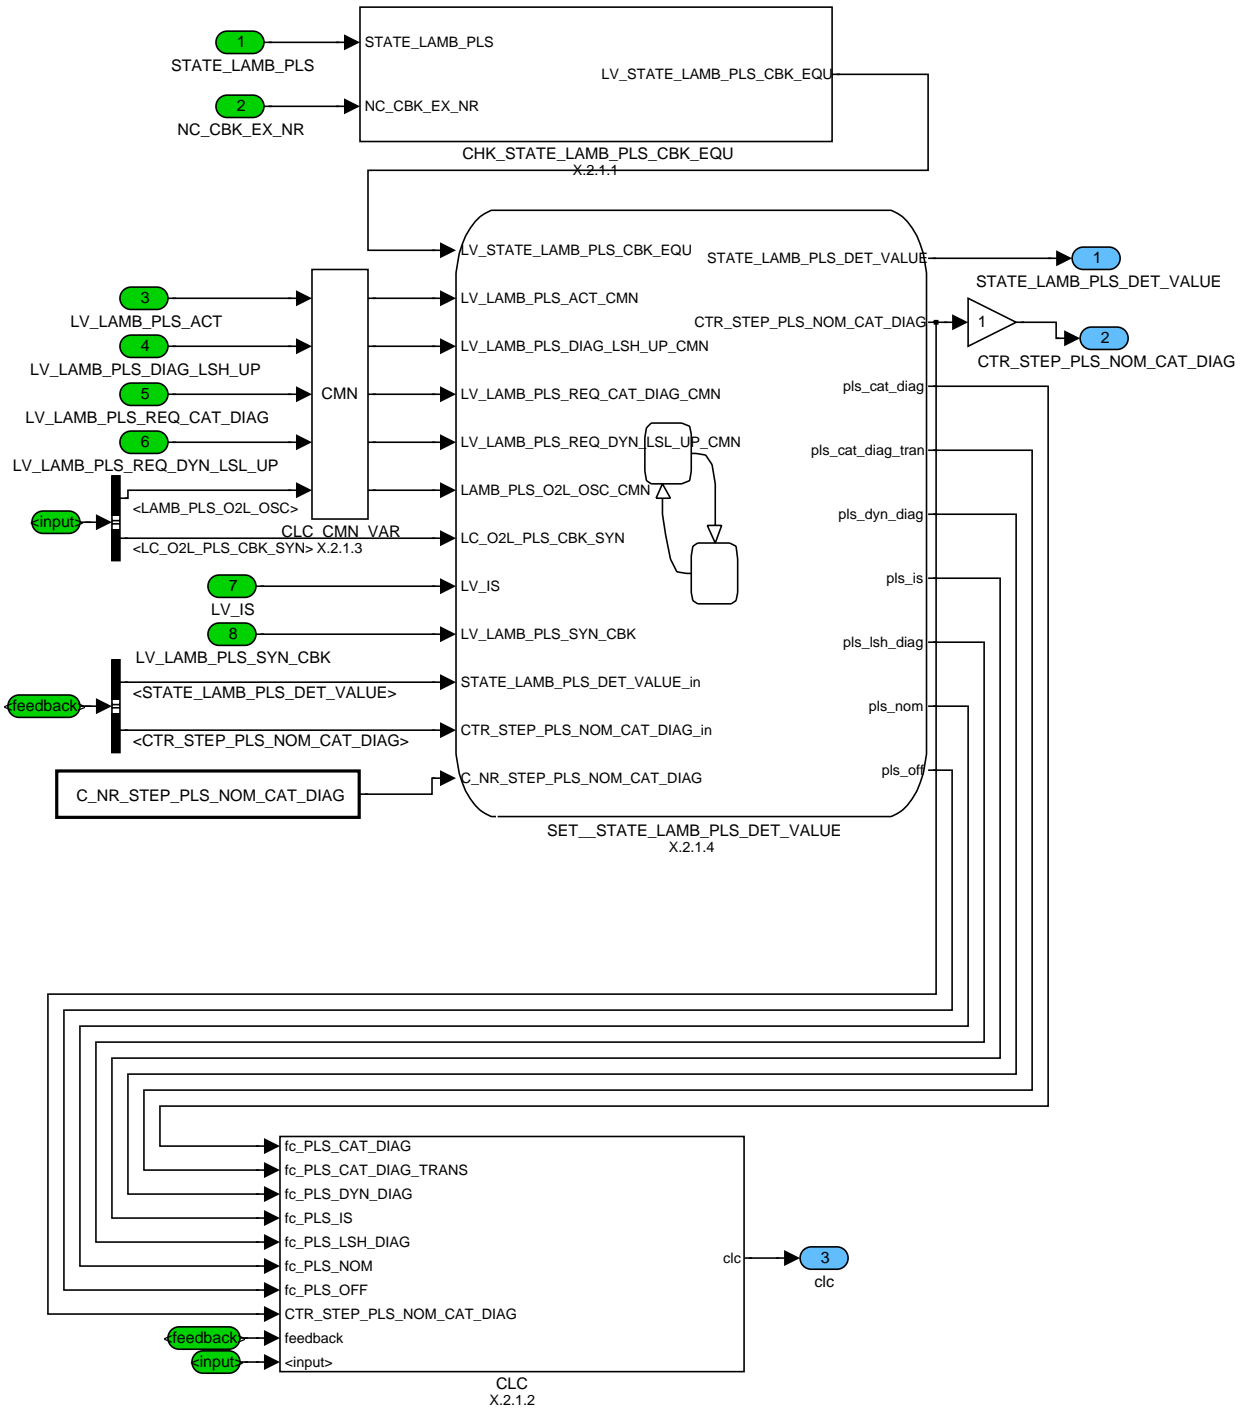 1
STATE_LAMB_PLS
STATE_LAMB_PLS
LV_STATE_LAMB_PLS_CBK_EQU
2
NC_CBK_EX_NR
NC_CBK_EX_NR
CHK_STATE_LAMB_PLS_CBK_EQU
X.2.1.1
LV_STATE_LAMB_PLS_CBK_EQU
STATE_LAMB_PLS_DET_VALUE
1
STATE_LAMB_PLS_DET_VALUE
3
LV_LAMB_PLS_ACT
LV_LAMB_PLS_ACT_CMN
CTR_STEP_PLS_NOM_CAT_DIAG
1
2
CTR_STEP_PLS_NOM_CAT_DIAG
4
LV_LAMB_PLS_DIAG_LSH_UP
LV_LAMB_PLS_DIAG_LSH_UP_CMN
pls_cat_diag
5
LV_LAMB_PLS_REQ_CAT_DIAG
CMN
LV_LAMB_PLS_REQ_CAT_DIAG_CMN
6
LV_LAMB_PLS_REQ_DYN_LSL_UP
LV_LAMB_PLS_REQ_DYN_LSL_UP_CMN
pls_cat_diag_tran
<input>
<LAMB_PLS_O2L_OSC>
LAMB_PLS_O2L_OSC_CMN
pls_dyn_diag
CLC_CMN_VAR
X.2.1.3
<LC_O2L_PLS_CBK_SYN>
LC_O2L_PLS_CBK_SYN
7
LV_IS
LV_IS
pls_is
8
LV_LAMB_PLS_SYN_CBK
LV_LAMB_PLS_SYN_CBK
pls_lsh_diag
<feedback>
<STATE_LAMB_PLS_DET_VALUE>
STATE_LAMB_PLS_DET_VALUE_in
pls_nom
<CTR_STEP_PLS_NOM_CAT_DIAG>
CTR_STEP_PLS_NOM_CAT_DIAG_in
C_NR_STEP_PLS_NOM_CAT_DIAG
C_NR_STEP_PLS_NOM_CAT_DIAG
pls_off
SET__STATE_LAMB_PLS_DET_VALUE
X.2.1.4
fc_PLS_CAT_DIAG
fc_PLS_CAT_DIAG_TRANS
fc_PLS_DYN_DIAG
fc_PLS_IS
fc_PLS_LSH_DIAG
fc_PLS_NOM
fc_PLS_OFF
CTR_STEP_PLS_NOM_CAT_DIAG
<feedback>
feedback
<input>
<input>
clc
3
clc
CLC
X.2.1.2